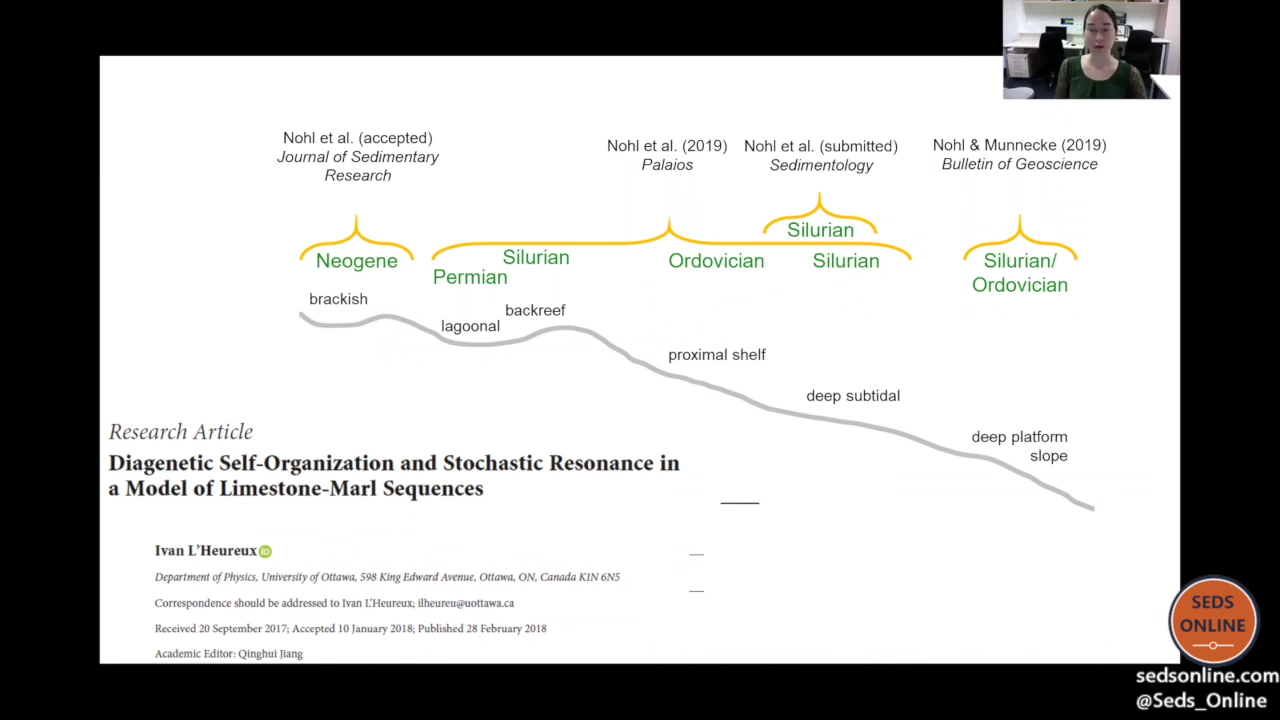 Nohl et al. (accepted)
Journal of Sedimentary
Research
Nohl et al. (2019)
Palaios
Nohl et al. (submitted)
Sedimentology
Nohl & Munnecke (2019)
Bulletin of Geoscience
Silurian
Neogene
Silurian
Permian
Ordovician
Silurian
Silurian/
Ordovician
brackish
lagoonal
backreef
proximal shelf
deep subtidal
deep platform
slope
Research Article
Diagenetic Self-Organization and Stochastic Resonance in
a Model of Limestone-Marl Sequences
Ivan L'Heureux iD
Department of Physics, University of Ottawa, 598 King Edward Avenue, Ottawa, ON, Canada K1N 6N5
Correspondence should be addressed to Ivan L'Heureux; ilheureu@uottawa.ca
Received 20 September 2017; Accepted 10 January 2018; Published 28 February 2018
Academic Editor: Qinghui Jiang
SEDS
ONLINE
sedsonline.com
@Seds_Online